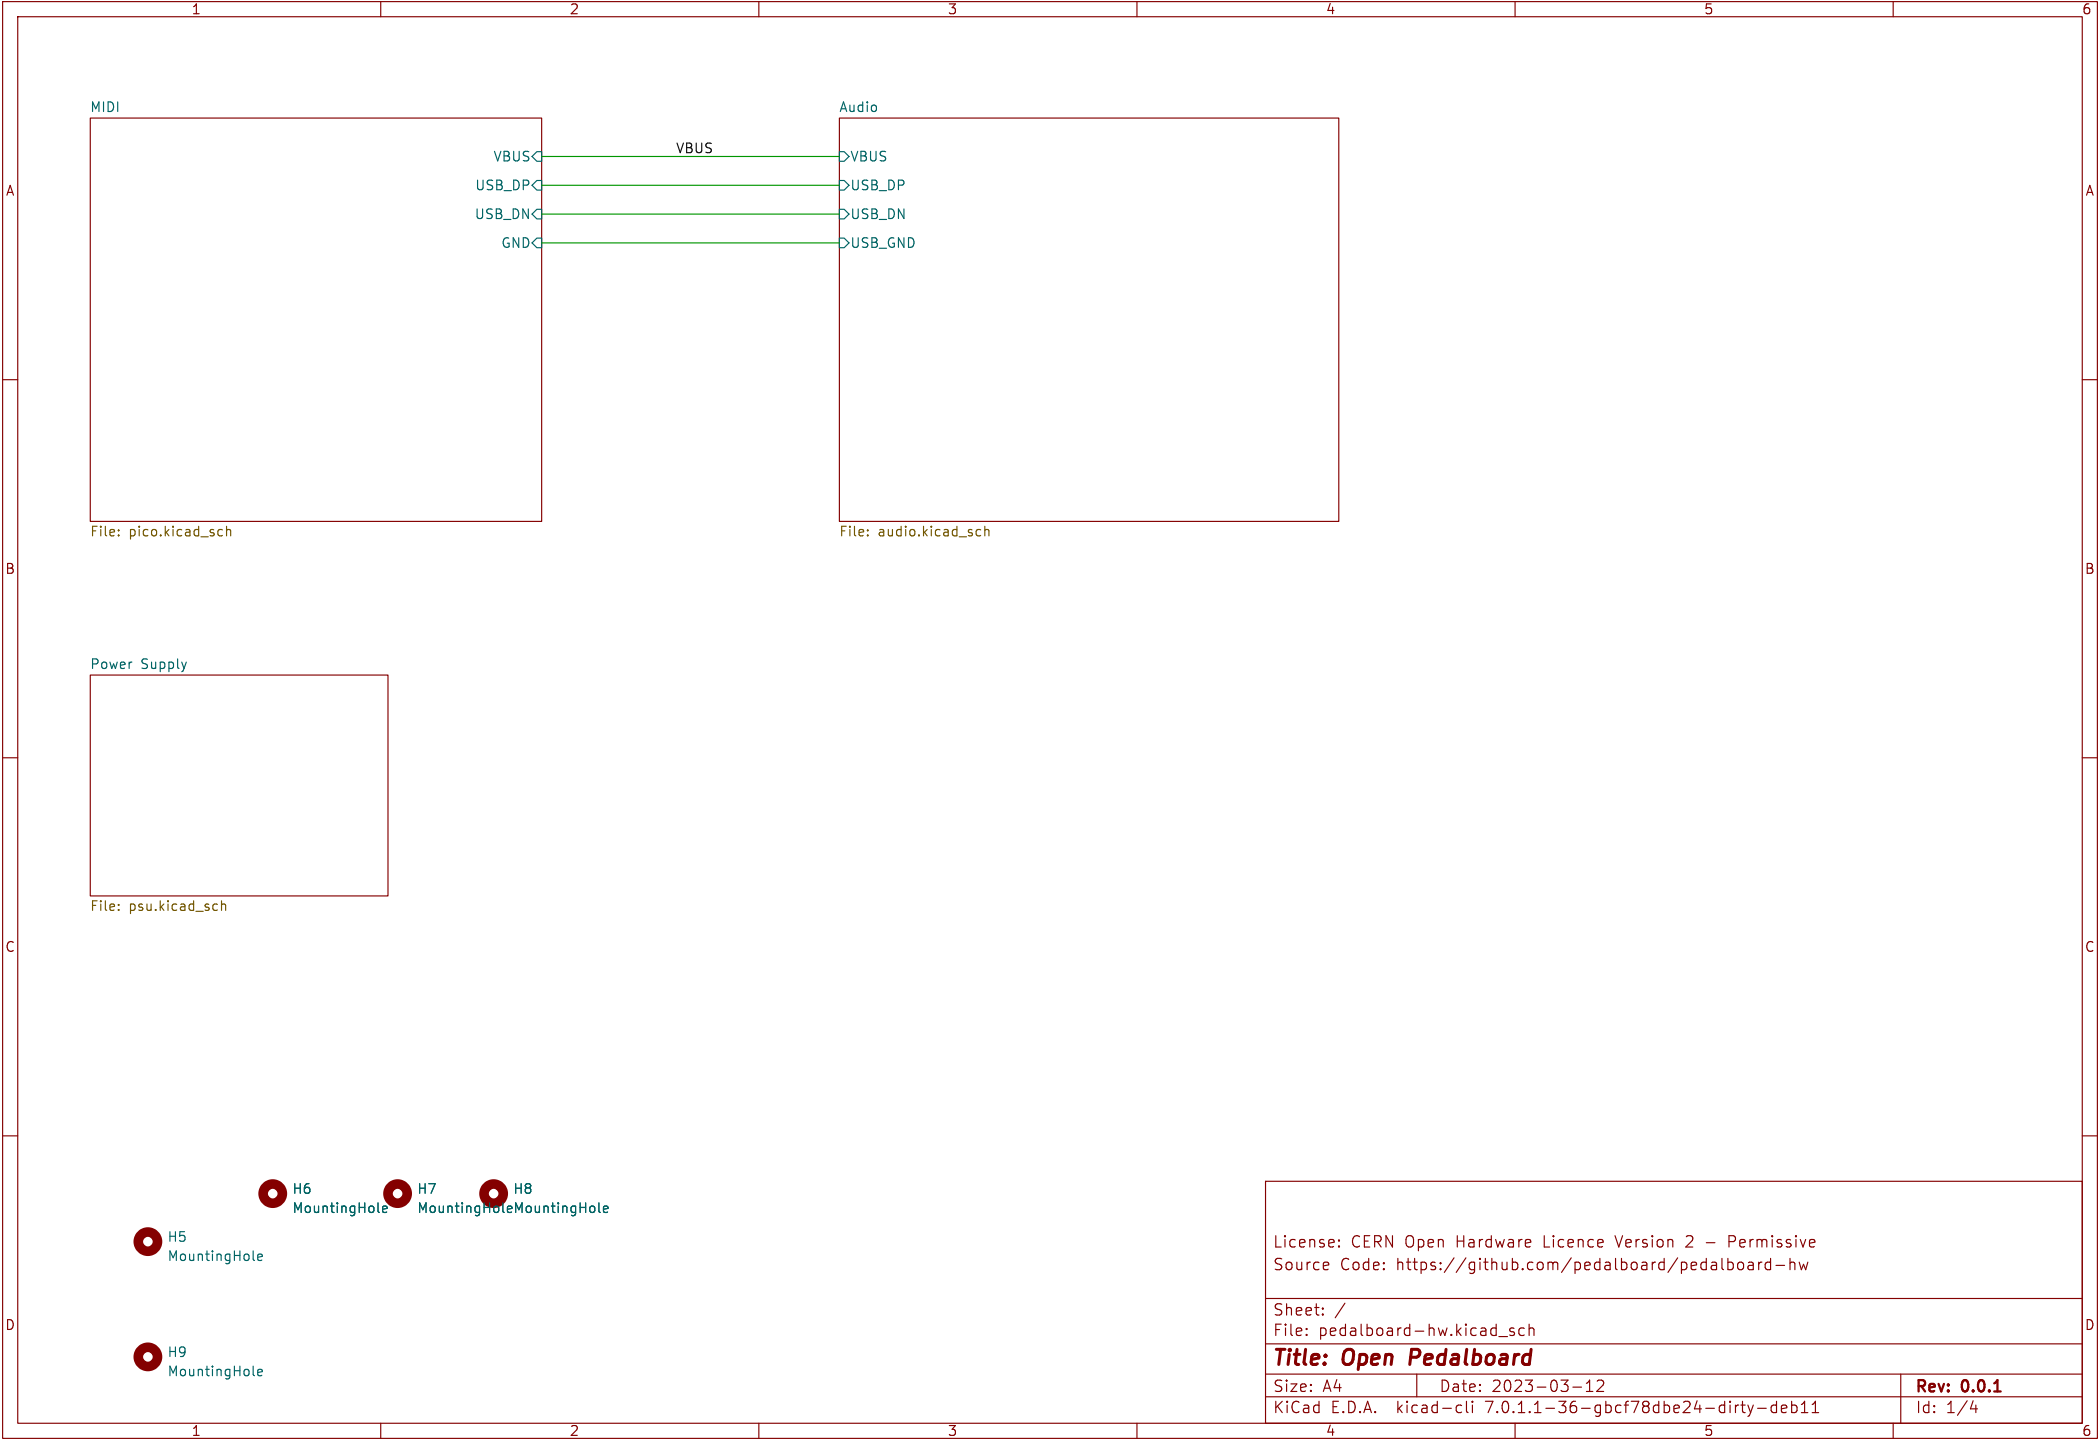 1 2 3 4 5 6
MIDI
Audio
VBUS
VBUS
VBUS
USB_DP
USB_DP
USB_DN
USB_DN
GND
USB_GND
A
A
File: pico.kicad_sch
File: audio.kicad_sch
B
B
Power Supply
File: psu.kicad_sch
C
C
H6
MountingHole
H7
MountingHole
H8
MountingHole
H5
MountingHole
H9
MountingHole
License: CERN Open Hardware Licence Version 2 - Permissive
Source Code: https://github.com/pedalboard/pedalboard-hw
Sheet: /
File: pedalboard-hw.kicad_sch
D
D
Title: Open Pedalboard
Size: A4
Date: 2023-03-12
Rev: 0.0.1
KiCad E.D.A. kicad-cli 7.0.1.1-36-gbcf78dbe24-dirty-deb11
Id: 1/4
1 2 3 4 5 6